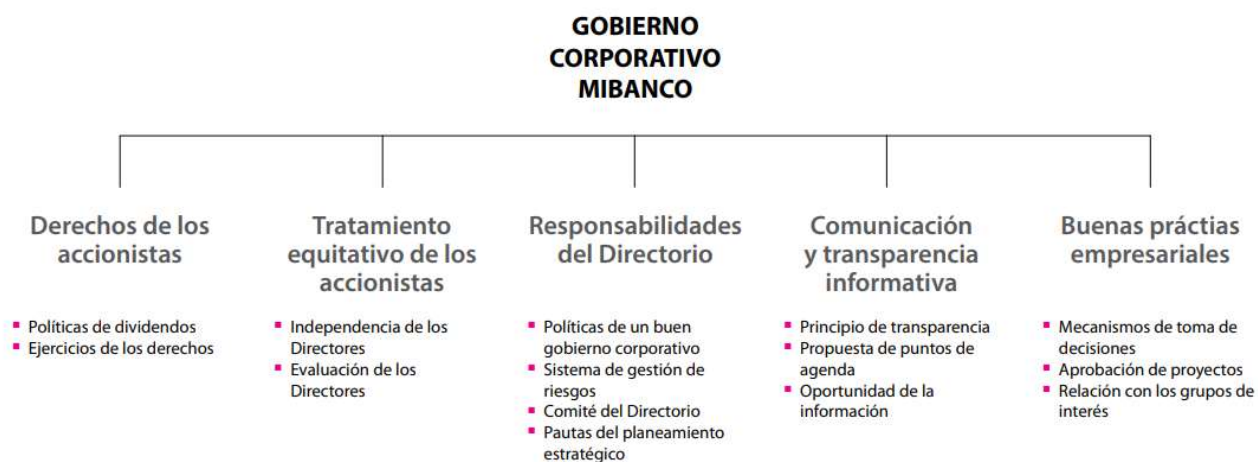 GOBIERNO
CORPORATIVO
MIBANCO
Derechos de los
accionistas
▪ Políticas de dividendos
▪ Ejercicios de los derechos
Tratamiento
equitativo de los
accionistas
▪ Independencia de los
Directores
▪ Evaluación de los
Directores
Responsabilidades
del Directorio
▪ Políticas de un buen
gobierno corporativo
▪ Sistema de gestión de
riesgos
▪ Comité del Directorio
▪ Pautas del planeamiento
estratégico
Comunicación
y transparencia
informativa
▪ Principio de transparencia
▪ Propuesta de puntos de
agenda
▪ Oportunidad de la
información
Buenas práctias
empresariales
▪ Mecanismos de toma de
decisiones
▪ Aprobación de proyectos
▪ Relación con los grupos de
interés